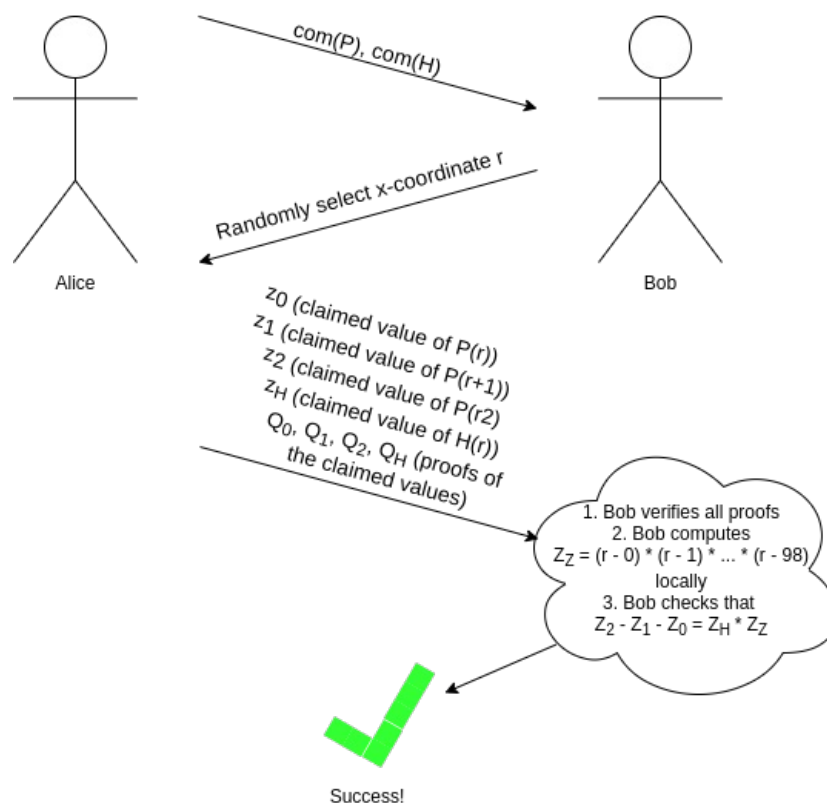 com(P), com(H)
Randomly select x-coordinate r
Alice
Bob
z0 (claimed value of P(r))
z1 (claimed value of P(r+1))
z2 (claimed value of P(r2)
zH (claimed value of H(r))
Q0, Q1, Q2, QH (proofs of
the claimed values)
1. Bob verifies all proofs
2. Bob computes
ZZ = (r - 0) * (r - 1) * ... * (r - 98)
locally
3. Bob checks that
Z2 - Z1 - Z0 = ZH * ZZ
Success!